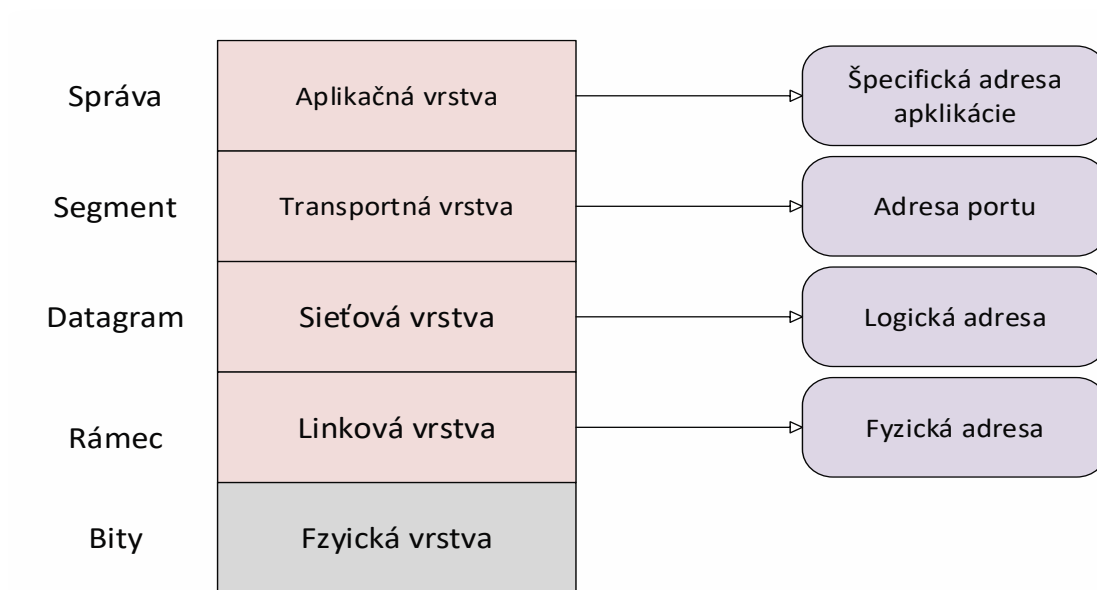 Správa
Aplikačná vrstva
Špecifická adresa
apklikácie
Segment
Transportná vrstva
Adresa portu
Datagram
Sieťová vrstva
Logická adresa
Rámec
Linková vrstva
Fyzická adresa
Bity
Fzyická vrstva